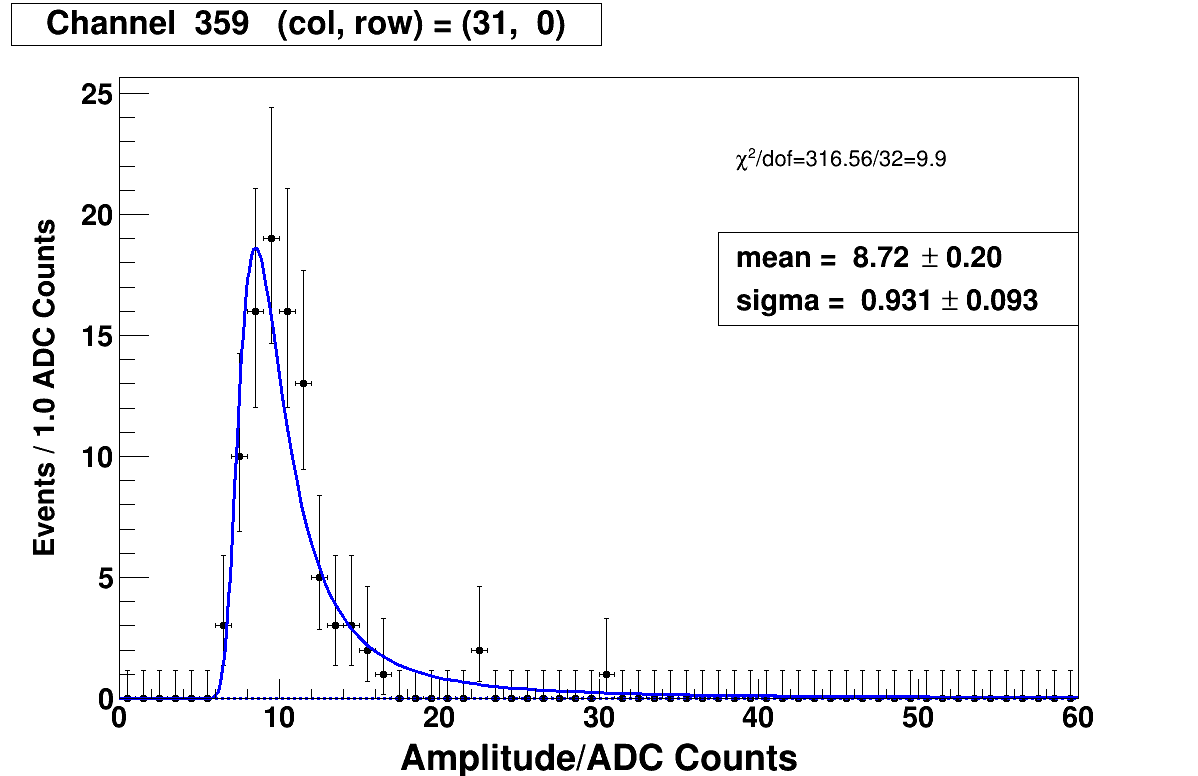 Channel 359 (col, row) = (31, 0)
25
20
15
10
5
0
Events / 1.0 ADC Counts
χ²/dof=316.56/32=9.9
mean = 8.72 ± 0.20
sigma = 0.931 ± 0.093
0 10 20 30 40 50 60
Amplitude/ADC Counts